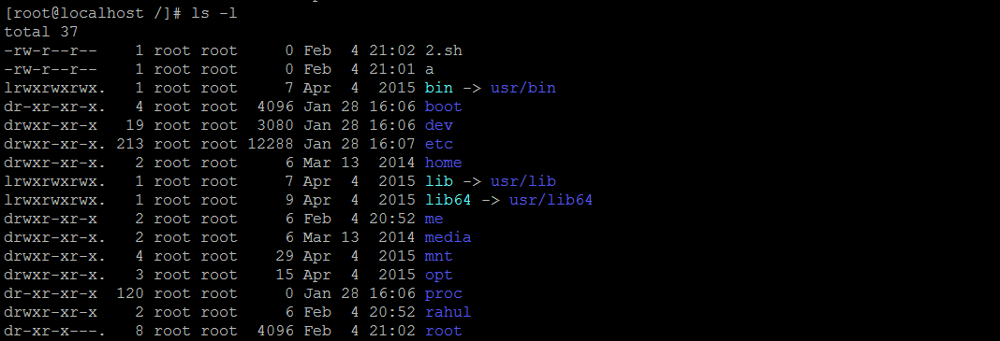 [root@localhost /]# ls -l
total 37
-rw-r--r--    1 root root     0 Feb  4 21:02 2.sh
-rw-r--r--    1 root root     0 Feb  4 21:01 a
lrwxrwxrwx.   1 root root     7 Apr  4  2015 bin -> usr/bin
dr-xr-xr-x.   4 root root  4096 Jan 28 16:06 boot
drwxr-xr-x   19 root root  3080 Jan 28 16:06 dev
drwxr-xr-x. 213 root root 12288 Jan 28 16:07 etc
drwxr-xr-x.   2 root root     6 Mar 13  2014 home
lrwxrwxrwx.   1 root root     7 Apr  4  2015 lib -> usr/lib
lrwxrwxrwx.   1 root root     9 Apr  4  2015 lib64 -> usr/lib64
drwxr-xr-x    2 root root     6 Feb  4 20:52 me
drwxr-xr-x.   2 root root     6 Mar 13  2014 media
drwxr-xr-x.   4 root root    29 Apr  4  2015 mnt
drwxr-xr-x.   3 root root    15 Apr  4  2015 opt
dr-xr-xr-x  120 root root     0 Jan 28 16:06 proc
drwxr-xr-x    2 root root     6 Feb  4 20:52 rahul
dr-xr-x---.   8 root root  4096 Feb  4 21:02 root